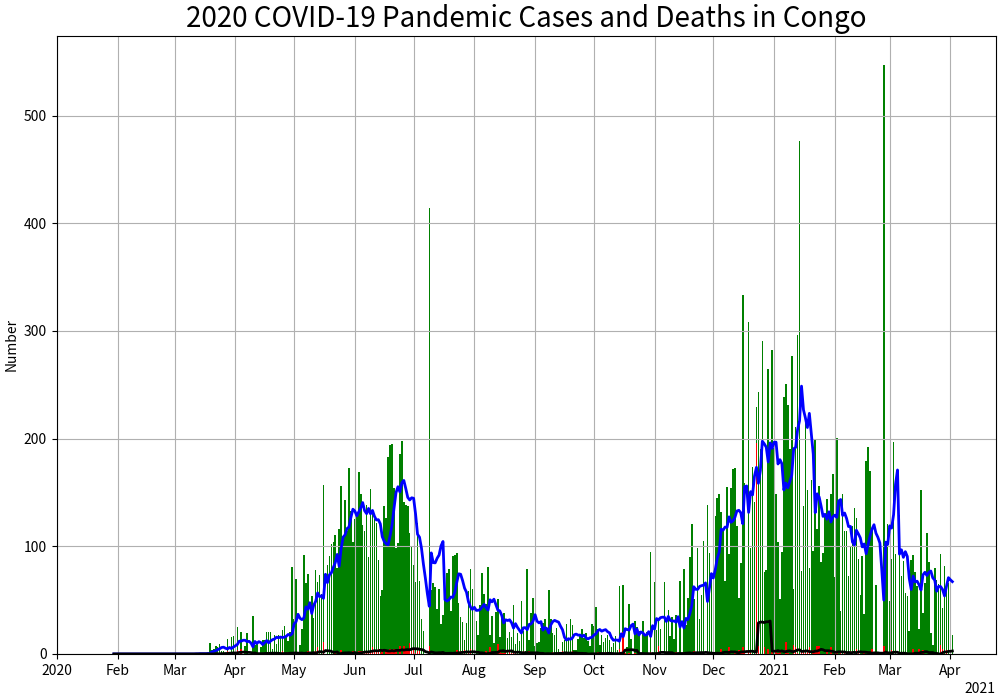 2020 COVID-19 Pandemic Cases and Deaths in Congo
Number
500
400
300
200
100
0
2020 Feb Mar Apr May Jun Jul Aug Sep Oct Nov Dec 2021 Feb Mar Apr
2021